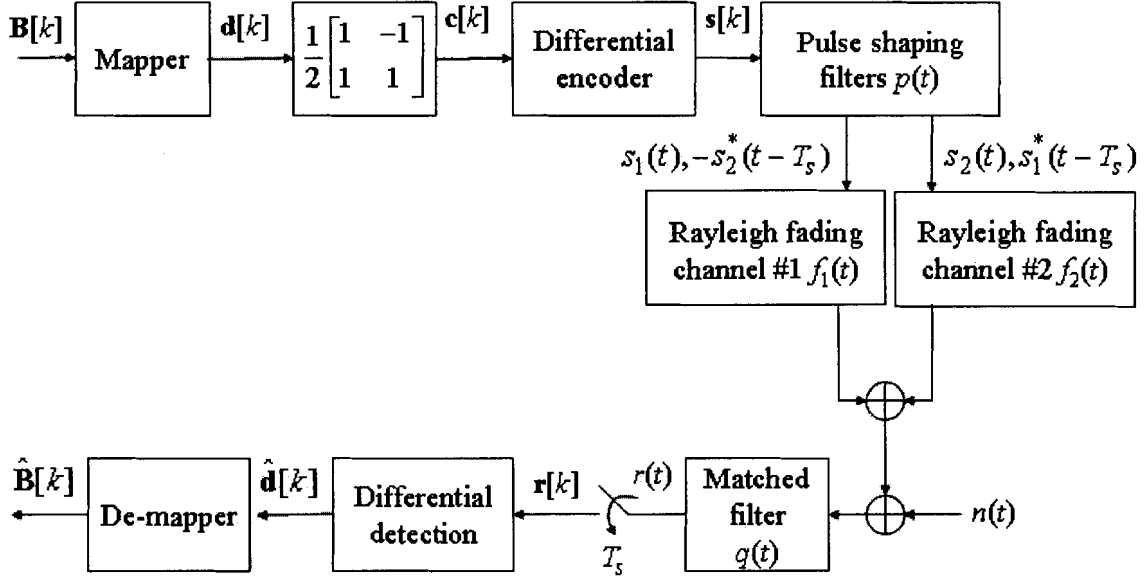 B[k]
Mapper
d[k]
1/2 [1 -1
1 1]
c[k]
Differential
encoder
s[k]
Pulse shaping
filters p(t)
s₁(t), -s₂*(t - Tₛ)
s₂(t), s₁*(t - Tₛ)
Rayleigh fading
channel #1 f₁(t)
Rayleigh fading
channel #2 f₂(t)
B̂[k]
De-mapper
d̂[k]
Differential
detection
r[k]
Tₛ
r(t)
Matched
filter
q(t)
n(t)